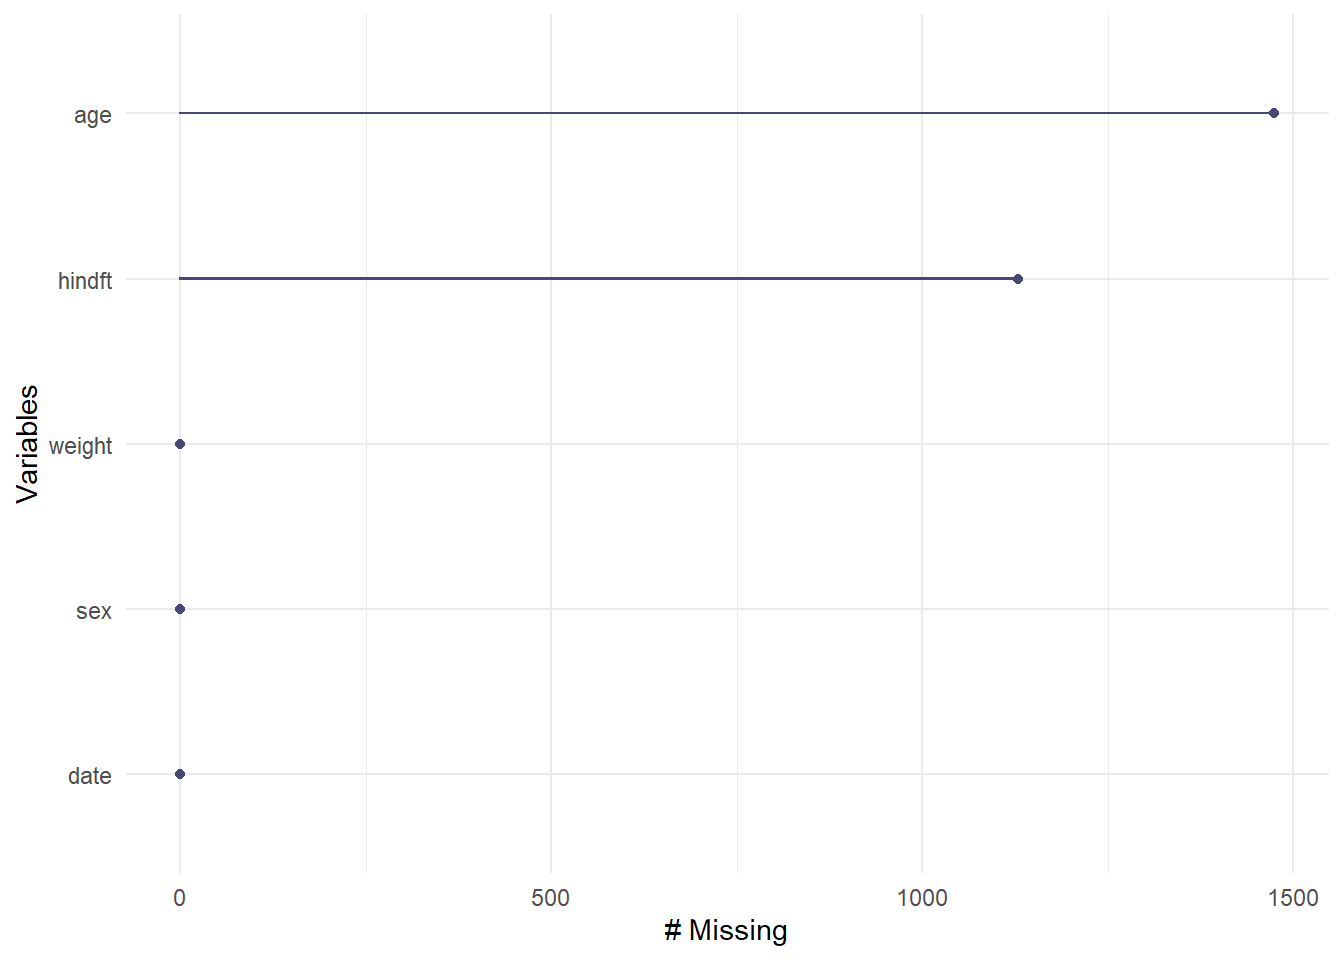 age
hindft
weight
sex
date
Variables
0 500 1000 1500
# Missing